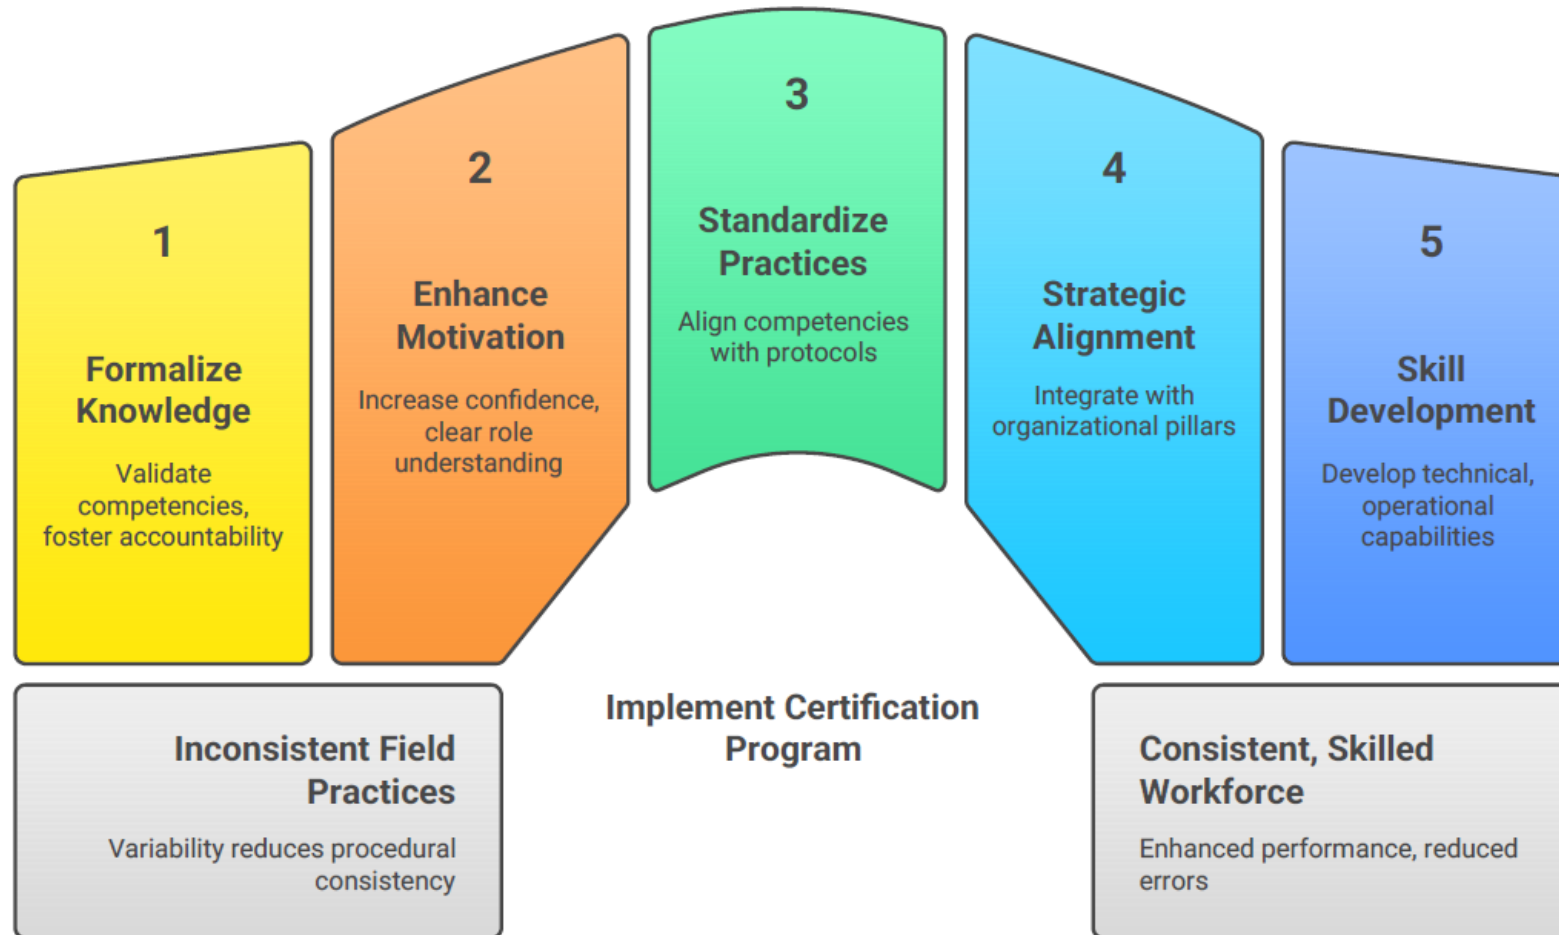 1
Formalize
Knowledge
Validate
competencies,
foster accountability
2
Enhance
Motivation
Increase confidence,
clear role
understanding
3
Standardize
Practices
Align competencies
with protocols
4
Strategic
Alignment
Integrate with
organizational pillars
5
Skill
Development
Develop technical,
operational
capabilities
Inconsistent Field
Practices
Variability reduces procedural
consistency
Implement Certification
Program
Consistent, Skilled
Workforce
Enhanced performance, reduced
errors